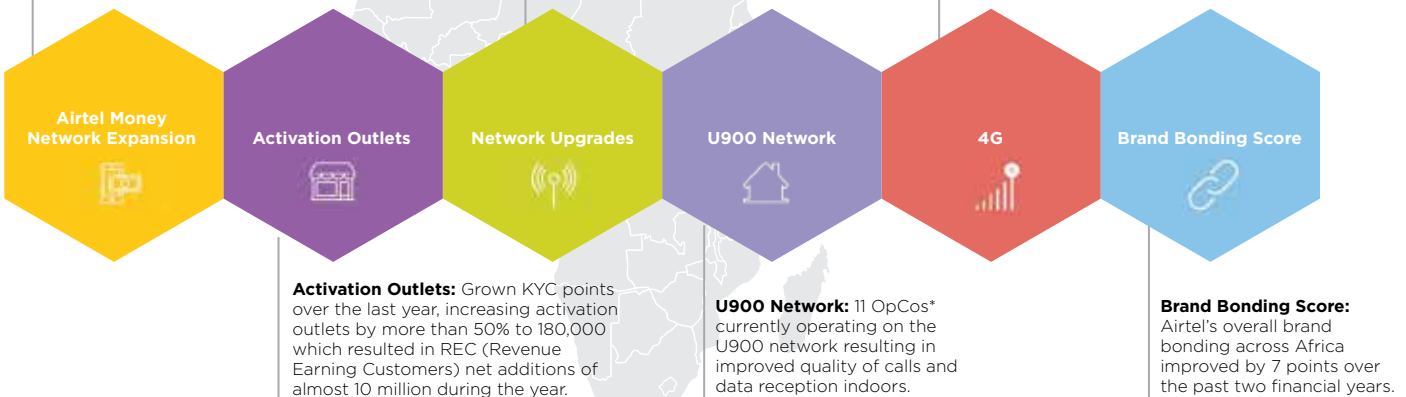 Airtel Money
Network Expansion
Activation Outlets
Network Upgrades
U900 Network
4G
Brand Bonding Score
Activation Outlets: Grown KYC points
over the last year, increasing activation
outlets by more than 50% to 180,000
which resulted in REC (Revenue
Earning Customers) net additions of
almost 10 million during the year.
U900 Network: 11 OpCos*
currently operating on the
U900 network resulting in
improved quality of calls and
data reception indoors.
Brand Bonding Score:
Airtel's overall brand
bonding across Africa
improved by 7 points over
the past two financial years.